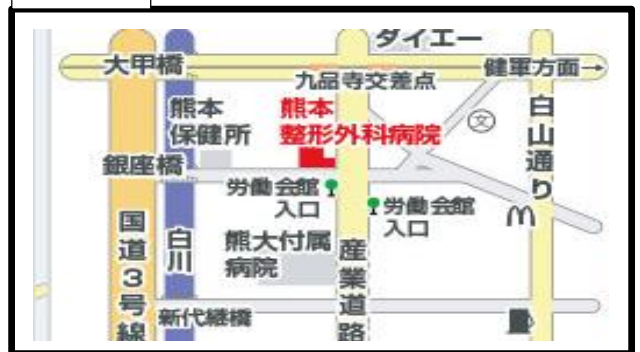 ダイエー
大甲橋
九品寺交差点
健軍方面
熊本
保健所
熊本
整形外科病院
文
白山通り
銀座橋
労働会館
入口
労働会館
入口
国道3号線
白川
熊大付属
病院
産業道路
新代継橋